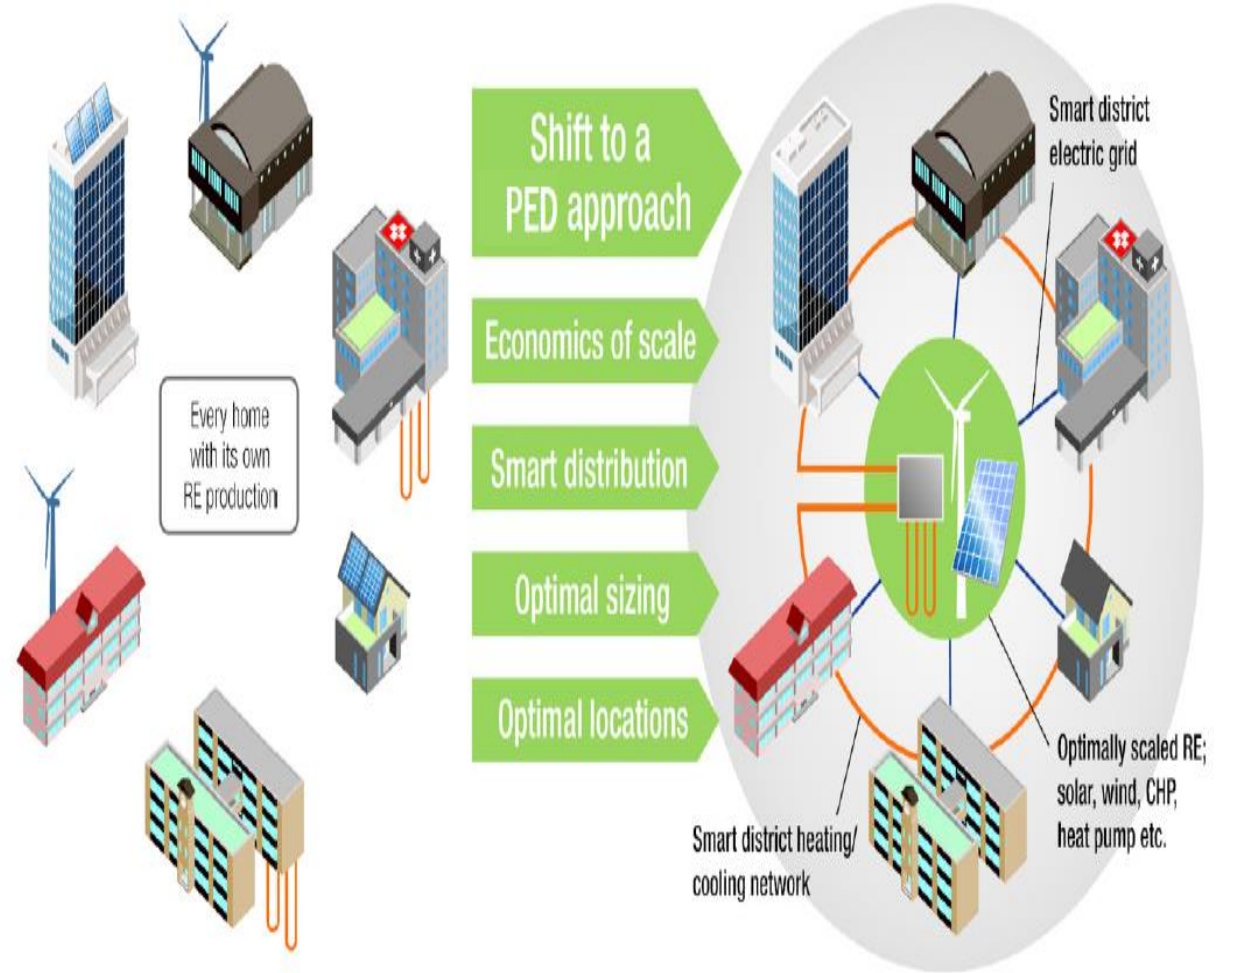 Every home
with its own
RE production
Shift to a
PED approach
Economics of scale
Smart distribution
Optimal sizing
Optimal locations
Smart district
electric grid
Optimally scaled RE;
solar, wind, CHP,
heat pump etc.
Smart district heating/
cooling network